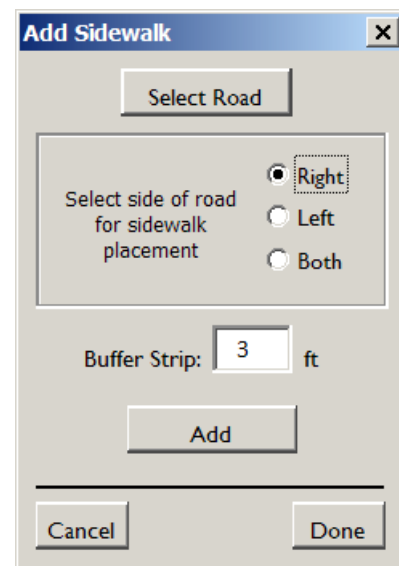 Add Sidewalk
Select Road
Select side of road
for sidewalk
placement
Right
Left
Both
Buffer Strip: 3 ft
Add
Cancel Done